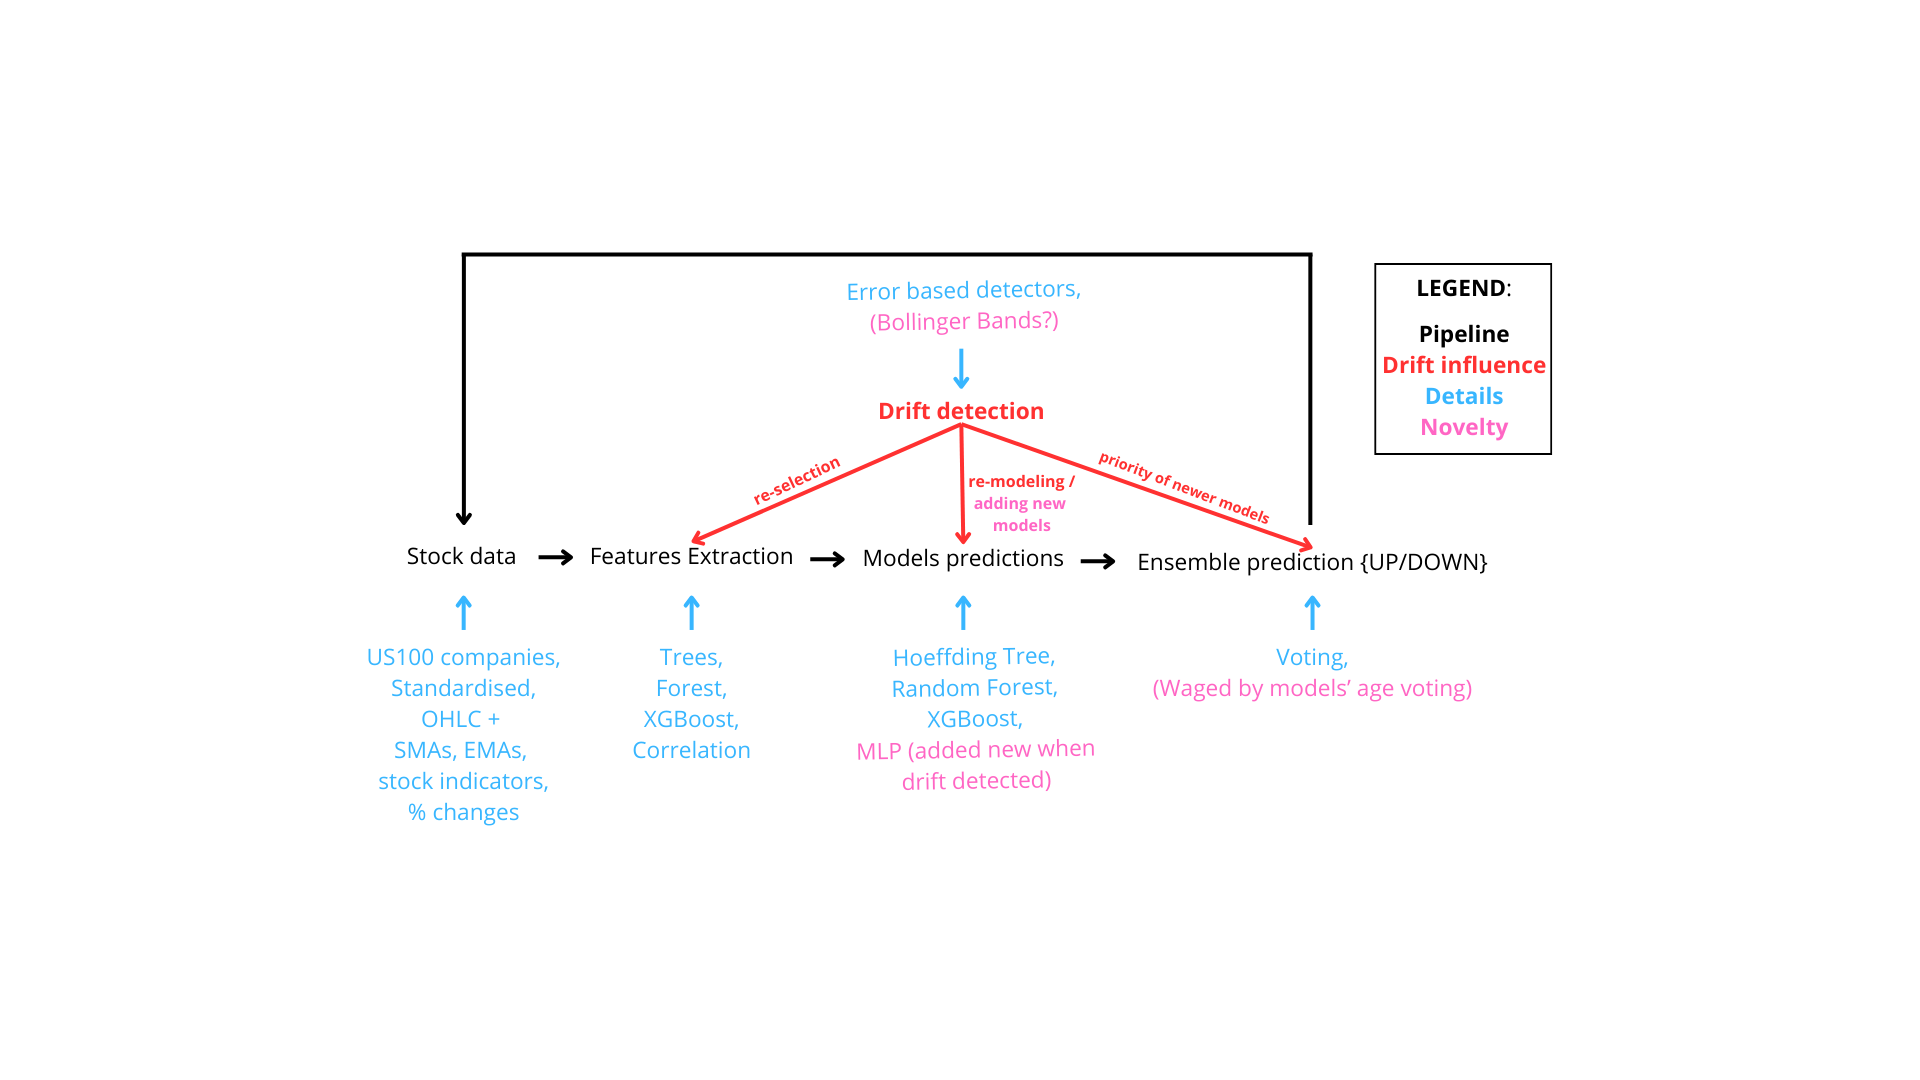 Error based detectors,
(Bollinger Bands?)
LEGEND:
Pipeline
Drift influence
Details
Novelty
Drift detection
re-selection
re-modeling /
adding new
models
priority of newer models
Stock data
Features Extraction
Models predictions
Ensemble prediction {UP/DOWN}
US100 companies,
Standardised,
OHLC +
SMAs, EMAs,
stock indicators,
% changes
Trees,
Forest,
XGBoost,
Correlation
Hoeffding Tree,
Random Forest,
XGBoost,
MLP (added new when
drift detected)
Voting,
(Waged by models’ age voting)